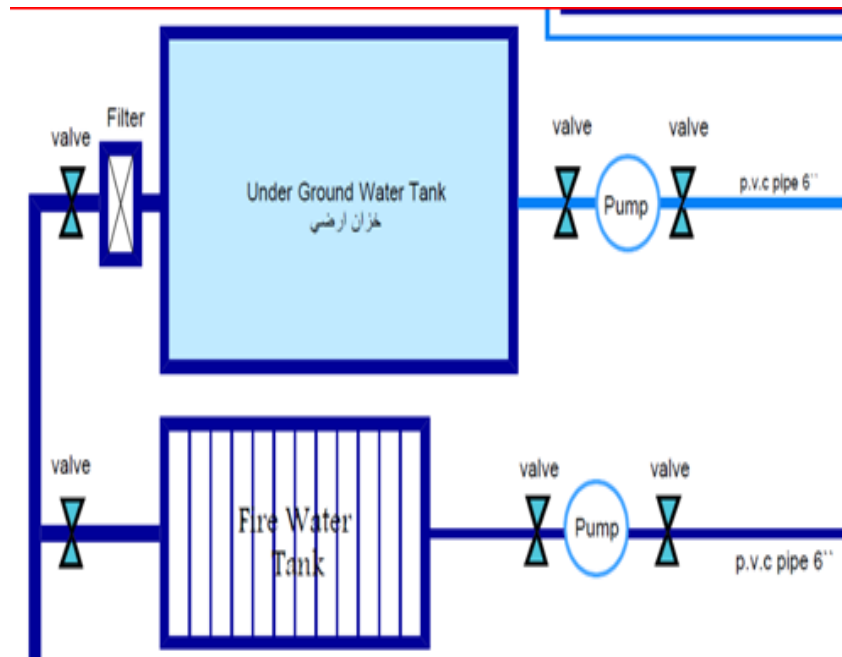 Filter
valve
valve
valve
Under Ground Water Tank
خزان ارضي
Pump
p.v.c pipe 6``
valve
valve
valve
Fire Water
Tank
Pump
p.v.c pipe 6``